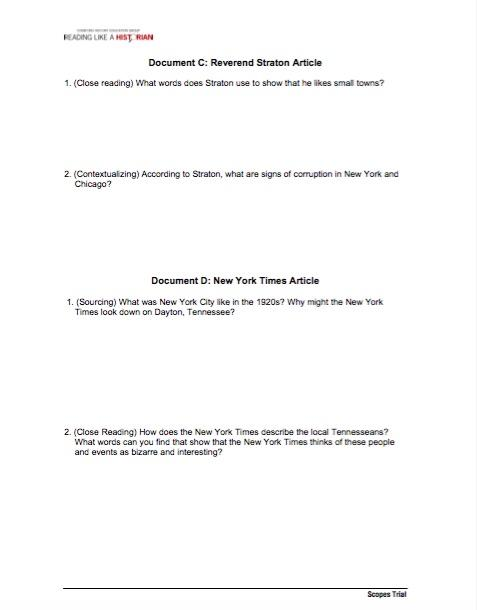 STANFORD HISTORY EDUCATION GROUP
READING LIKE A HISTORIAN
Document C: Reverend Straton Article
1. (Close reading) What words does Straton use to show that he likes small towns?
2. (Contextualizing) According to Straton, what are signs of corruption in New York and
Chicago?
Document D: New York Times Article
1. (Sourcing) What was New York City like in the 1920s? Why might the New York
Times look down on Dayton, Tennessee?
2. (Close Reading) How does the New York Times describe the local Tennesseans?
What words can you find that show that the New York Times thinks of these people
and events as bizarre and interesting?
Scopes Trial